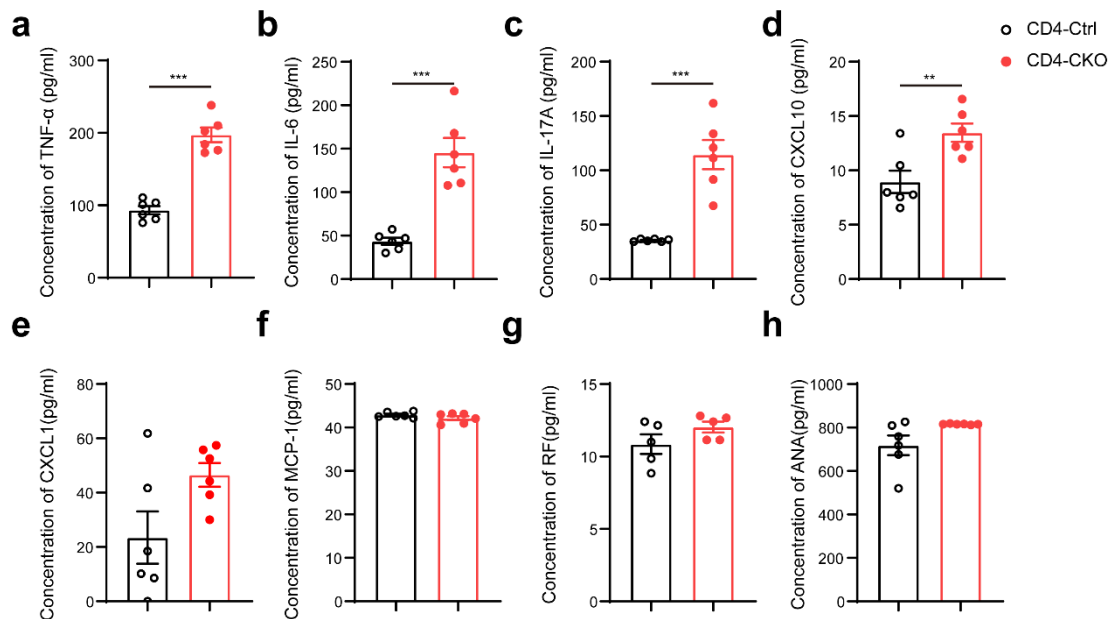 a
b
c
d
CD4-Ctrl
CD4-CKO
Concentration of TNF-α (pg/ml)
300
200
100
0
***
Concentration of IL-6 (pg/ml)
250
200
150
100
50
0
***
Concentration of IL-17A (pg/ml)
200
150
100
50
0
***
Concentration of CXCL10 (pg/ml)
20
15
10
5
0
**
e
f
g
h
Concentration of CXCL1(pg/ml)
80
60
40
20
0
Concentration of MCP-1(pg/ml)
50
40
30
20
10
0
Concentration of RF(pg/ml)
15
10
5
0
Concentration of ANA(pg/ml)
1000
800
600
400
200
0